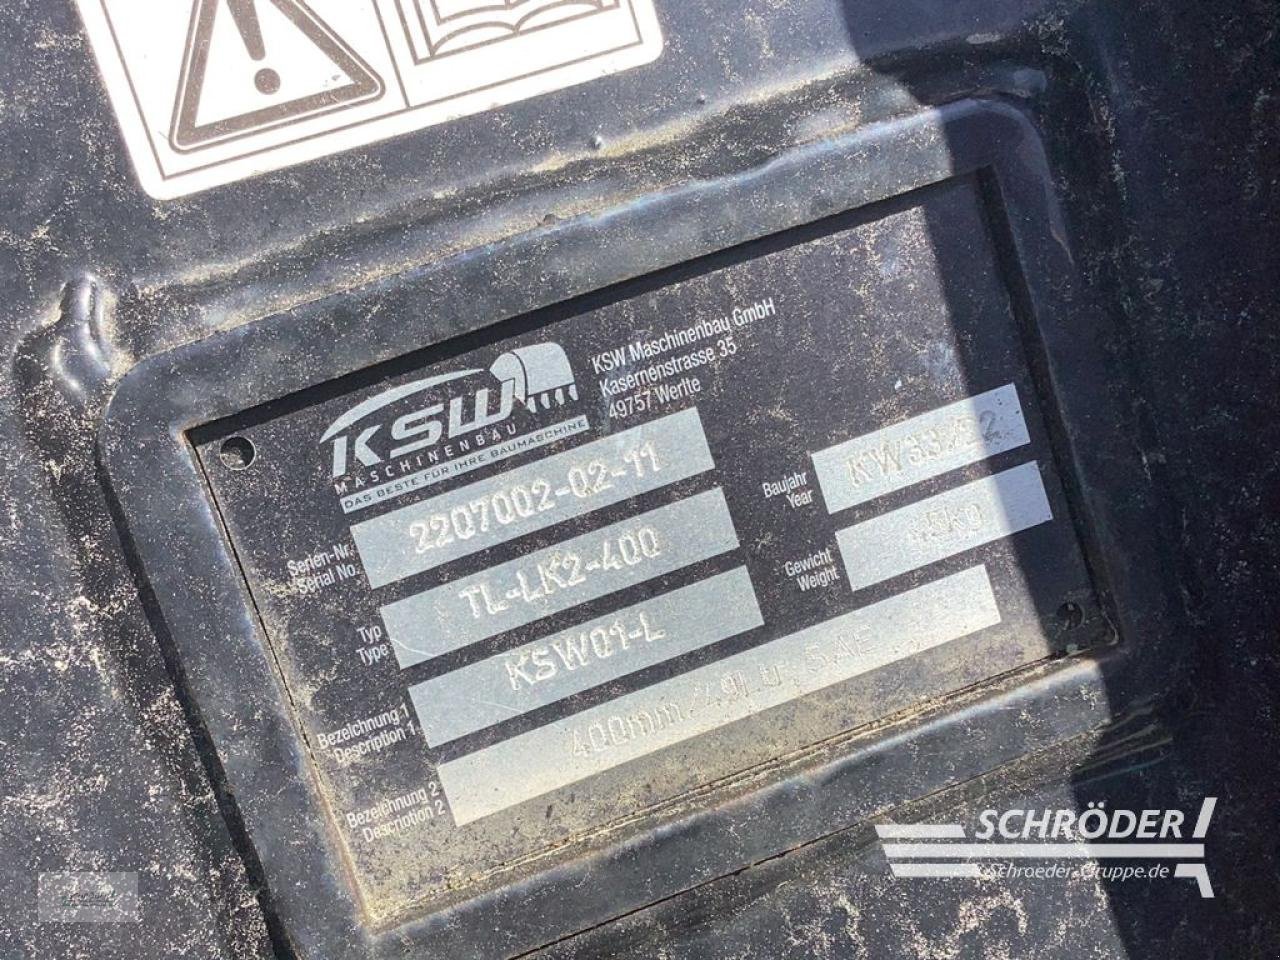 KSW
MASCHINENBAU
DAS BESTE FÜR IHRE BAUMASCHINE
KSW Maschinenbau GmbH
Kasernenstrasse 35
49757 Werlte
Serien-Nr.
Serial No.
2207002-02-11
Typ
Type
TL-LK2-400
Bezeichnung 1
Description 1
KSW01-L
Bezeichnung 2
Description 2
400mm/49l u. SAE
Baujahr
Year
Gewicht
Weight
SCHRÖDER
Schroeder-Gruppe.de